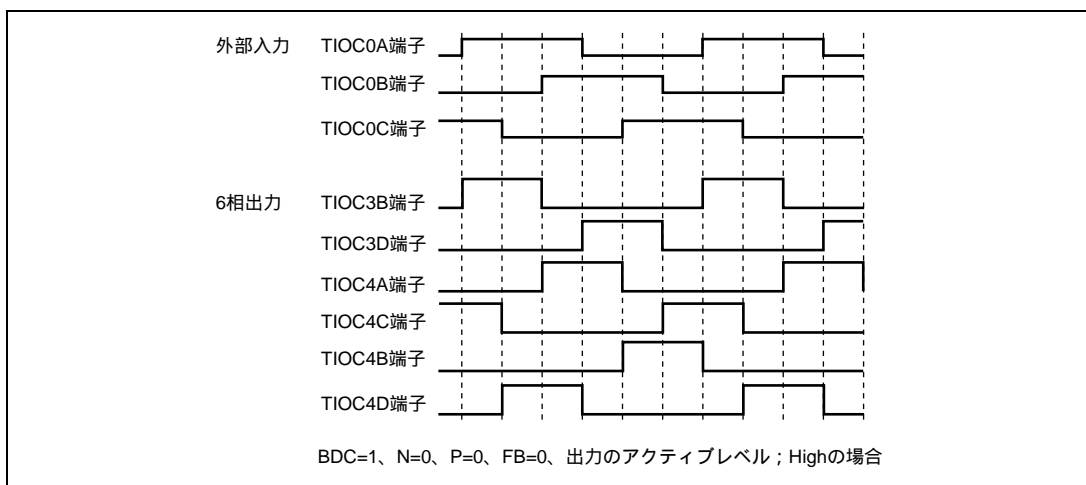 外部入力 TIOC0A端子
TIOC0B端子
TIOC0C端子
6相出力 TIOC3B端子
TIOC3D端子
TIOC4A端子
TIOC4C端子
TIOC4B端子
TIOC4D端子
BDC=1、N=0、P=0、FB=0、出力のアクティブレベル；Highの場合